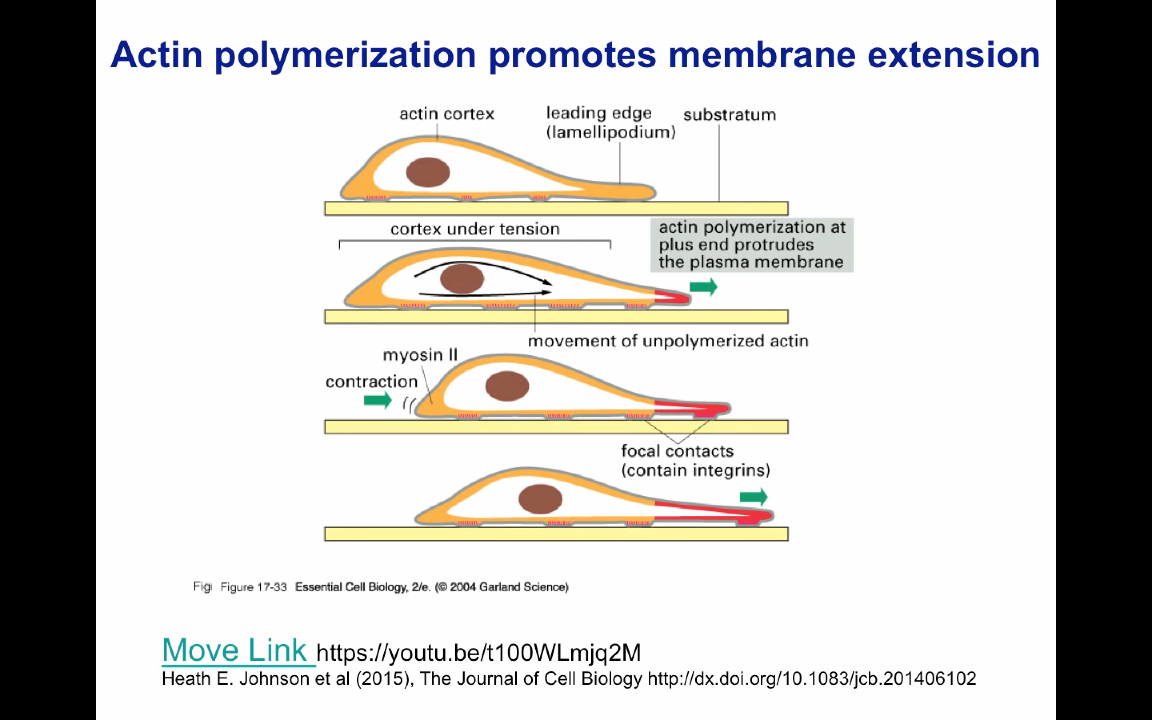 Actin polymerization promotes membrane extension
actin cortex
leading edge
(lamellipodium)
substratum
cortex under tension
actin polymerization at
plus end protrudes
the plasma membrane
movement of unpolymerized actin
myosin II
contraction
focal contacts
(contain integrins)
Figu Figure 17-33 Essential Cell Biology, 2/e. (© 2004 Garland Science)
Move Link https://youtu.be/t100WLmjq2M
Heath E. Johnson et al (2015), The Journal of Cell Biology http://dx.doi.org/10.1083/jcb.201406102